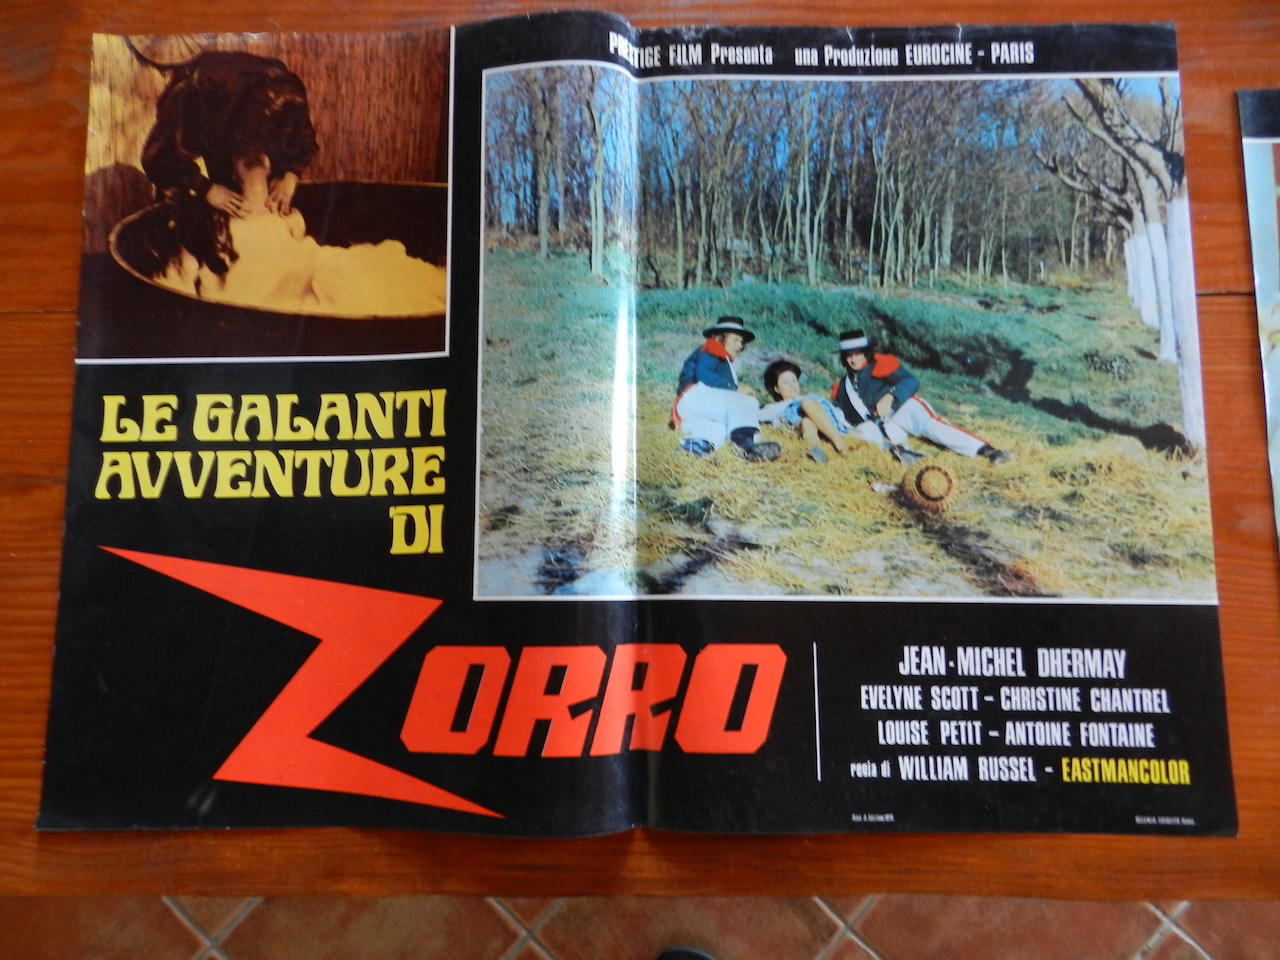 PRESTIGE FILM Presenta una Produzione EUROCINE - PARIS
LE GALANTI
AVVENTURE
DI
ZORRO
JEAN-MICHEL DHERMAY
EVELYNE SCOTT - CHRISTINE CHANTREL
LOUISE PETIT - ANTOINE FONTAINE
regia di WILLIAM RUSSEL - EASTMANCOLOR